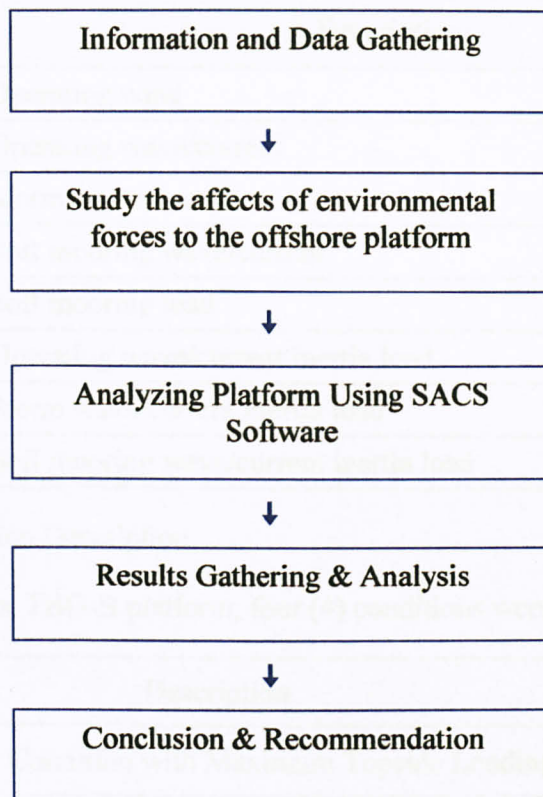 Information and Data Gathering
Study the affects of environmental
forces to the offshore platform
Analyzing Platform Using SACS
Software
Results Gathering & Analysis
Conclusion & Recommendation